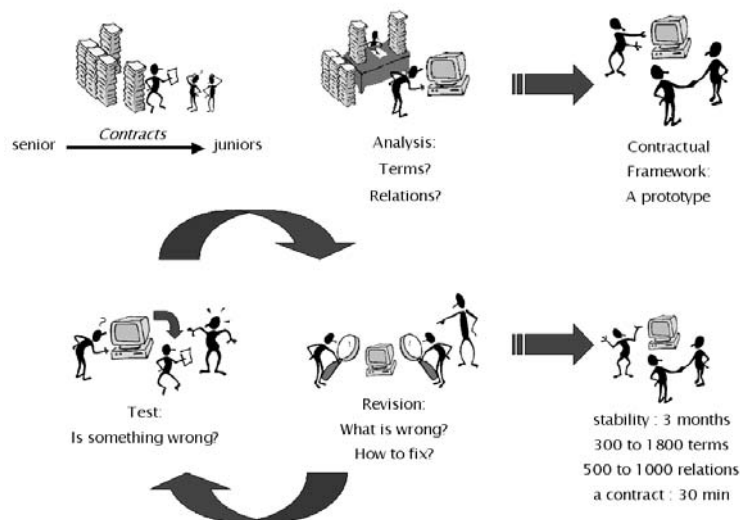 Contracts
senior juniors
Analysis:
Terms?
Relations?
Contractual
Framework:
A prototype
Test:
Is something wrong?
Revision:
What is wrong?
How to fix?
stability : 3 months
300 to 1800 terms
500 to 1000 relations
a contract : 30 min